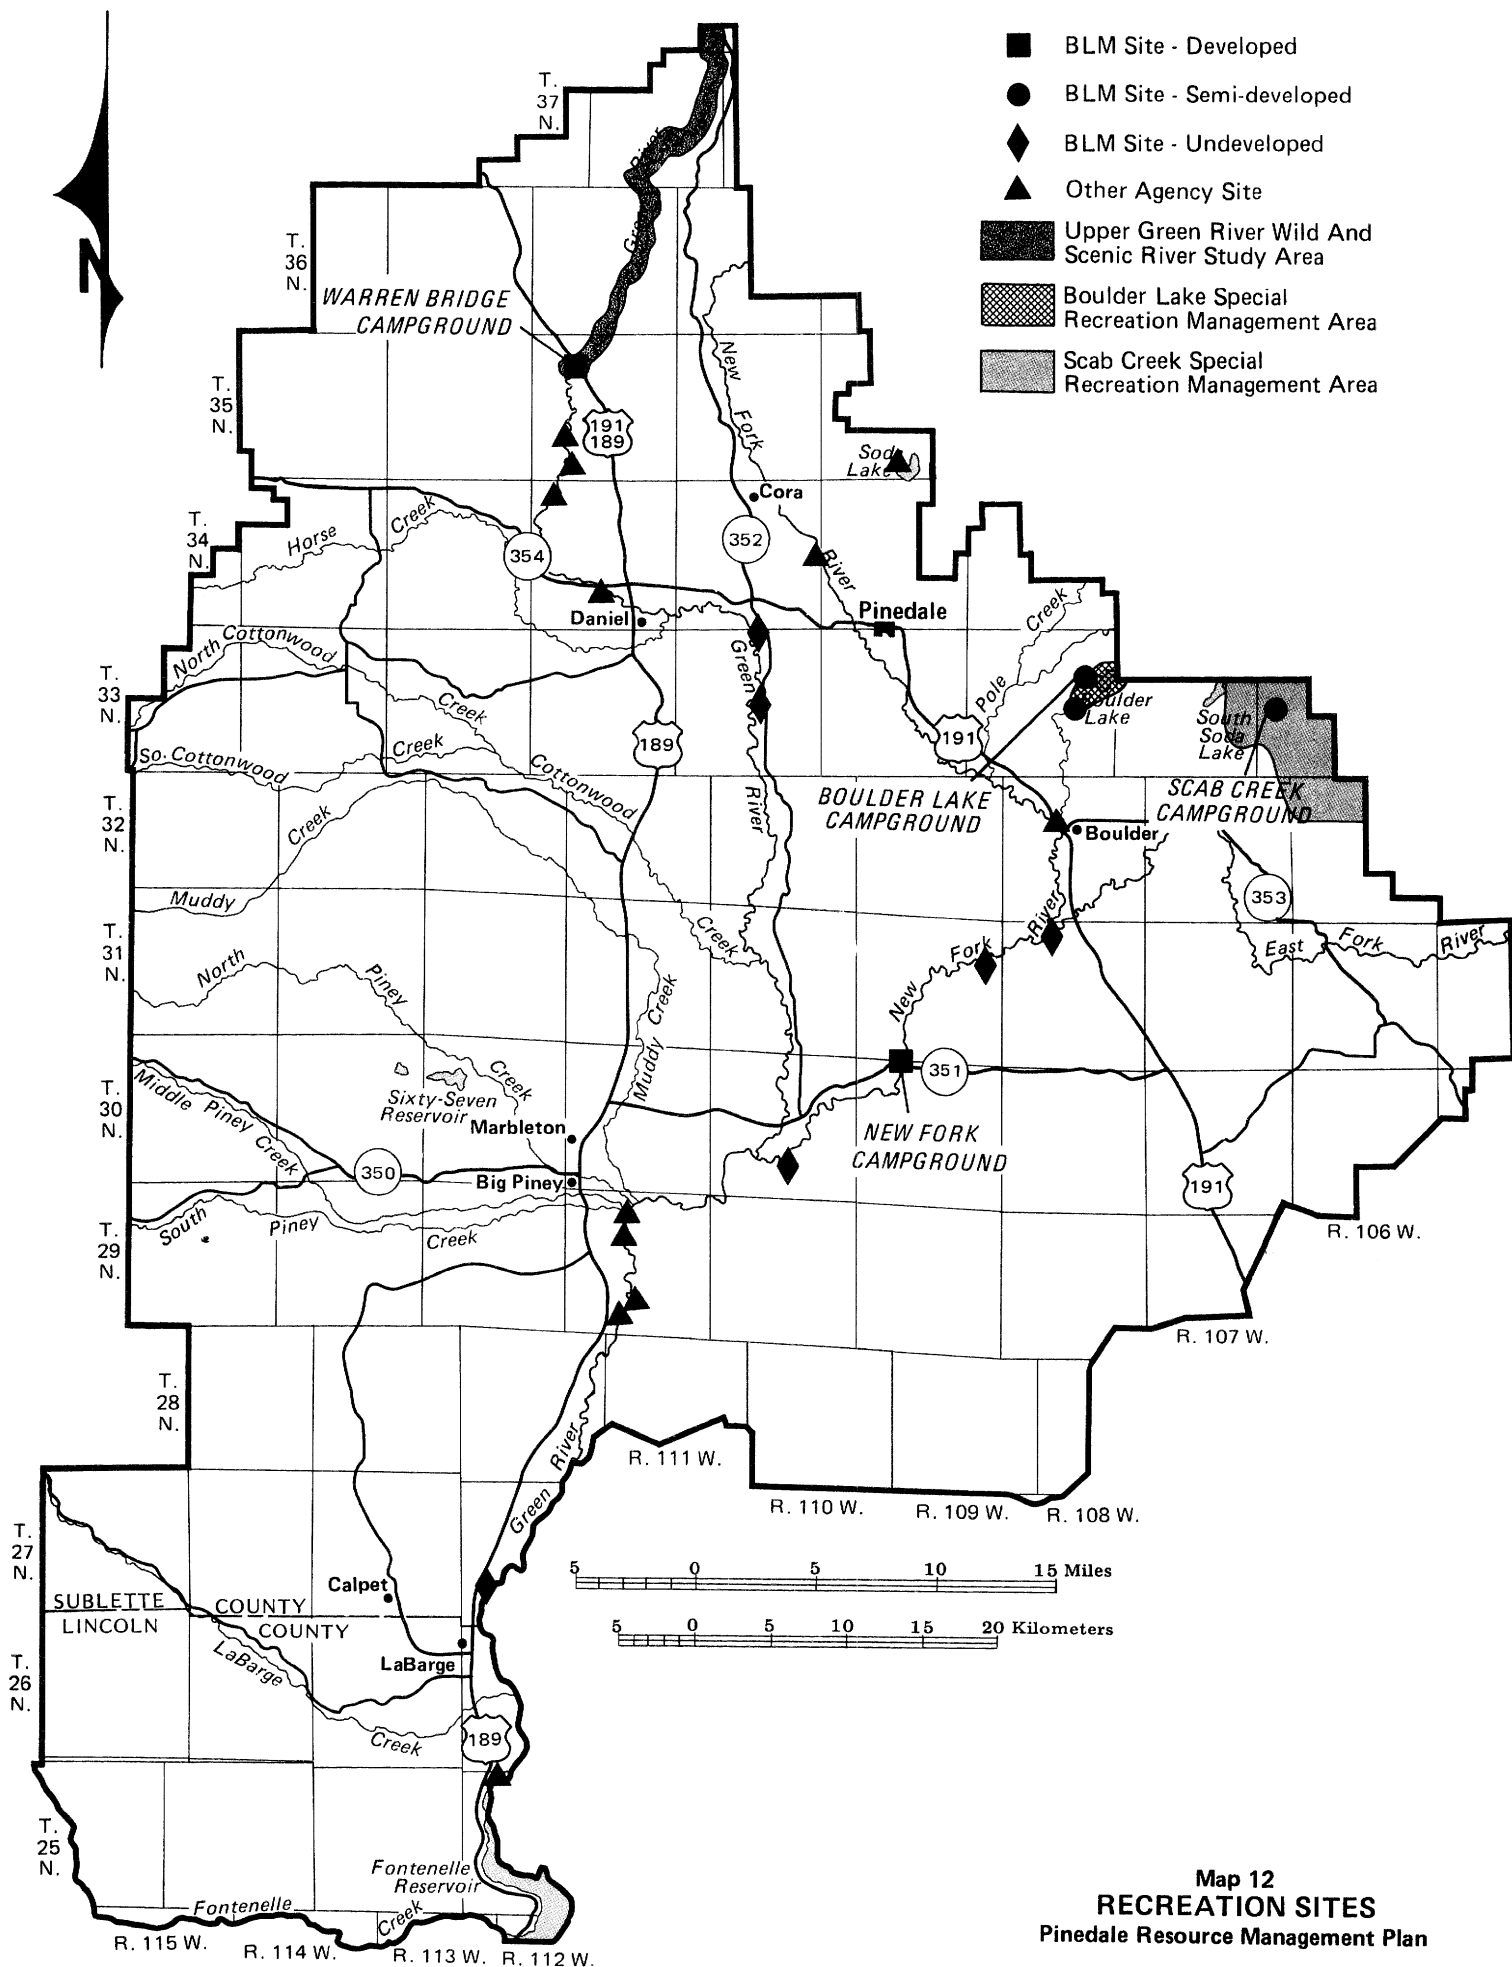 BLM Site - Developed
BLM Site - Semi-developed
BLM Site - Undeveloped
Other Agency Site
Upper Green River Wild And
Scenic River Study Area
Boulder Lake Special
Recreation Management Area
Scab Creek Special
Recreation Management Area
N
T.
37
N.
T.
36
N.
T.
35
N.
T.
34
N.
T.
33
N.
T.
32
N.
T.
31
N.
T.
30
N.
T.
29
N.
T.
28
N.
T.
27
N.
T.
26
N.
T.
25
N.
Green River
WARREN BRIDGE
CAMPGROUND
191
189
New Fork River
Soda
Lake
Cora
352
354
Horse Creek
Daniel
Pinedale
Pole Creek
North Cottonwood Creek
Green River
189
191
Boulder
Lake
South
Soda
Lake
So. Cottonwood Creek
Cottonwood Creek
BOULDER LAKE
CAMPGROUND
SCAB CREEK
CAMPGROUND
Boulder
353
Muddy Creek
East Fork River
New Fork River
North Piney Creek
Muddy Creek
Sixty-Seven
Reservoir
Marbleton
351
NEW FORK
CAMPGROUND
Middle Piney Creek
350
Big Piney
191
South Piney Creek
R. 106 W.
R. 107 W.
R. 111 W.
R. 110 W.
R. 109 W.
R. 108 W.
Green River
5 0 5 10 15 Miles
5 0 5 10 15 20 Kilometers
Calpet
SUBLETTE COUNTY
LINCOLN COUNTY
LaBarge
LaBarge Creek
189
Fontenelle
Reservoir
Fontenelle Creek
R. 115 W.
R. 114 W.
R. 113 W.
R. 112 W.
Map 12
RECREATION SITES
Pinedale Resource Management Plan